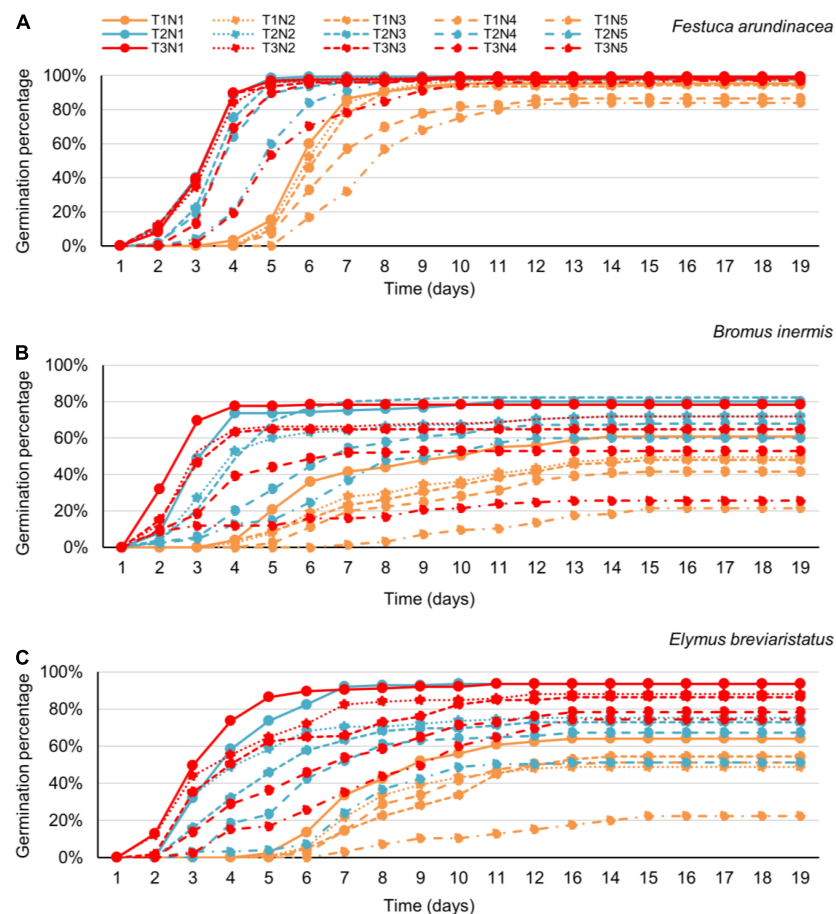 A
T1N1 T1N2 T1N3 T1N4 T1N5
T2N1 T2N2 T2N3 T2N4 T2N5
T3N1 T3N2 T3N3 T3N4 T3N5
Festuca arundinacea
Germination percentage
100%
80%
60%
40%
20%
0%
1 2 3 4 5 6 7 8 9 10 11 12 13 14 15 16 17 18 19
Time (days)
Bromus inermis
B
Germination percentage
100%
80%
60%
40%
20%
0%
1 2 3 4 5 6 7 8 9 10 11 12 13 14 15 16 17 18 19
Time (days)
Elymus breviaristatus
C
Germination percentage
100%
80%
60%
40%
20%
0%
1 2 3 4 5 6 7 8 9 10 11 12 13 14 15 16 17 18 19
Time (days)